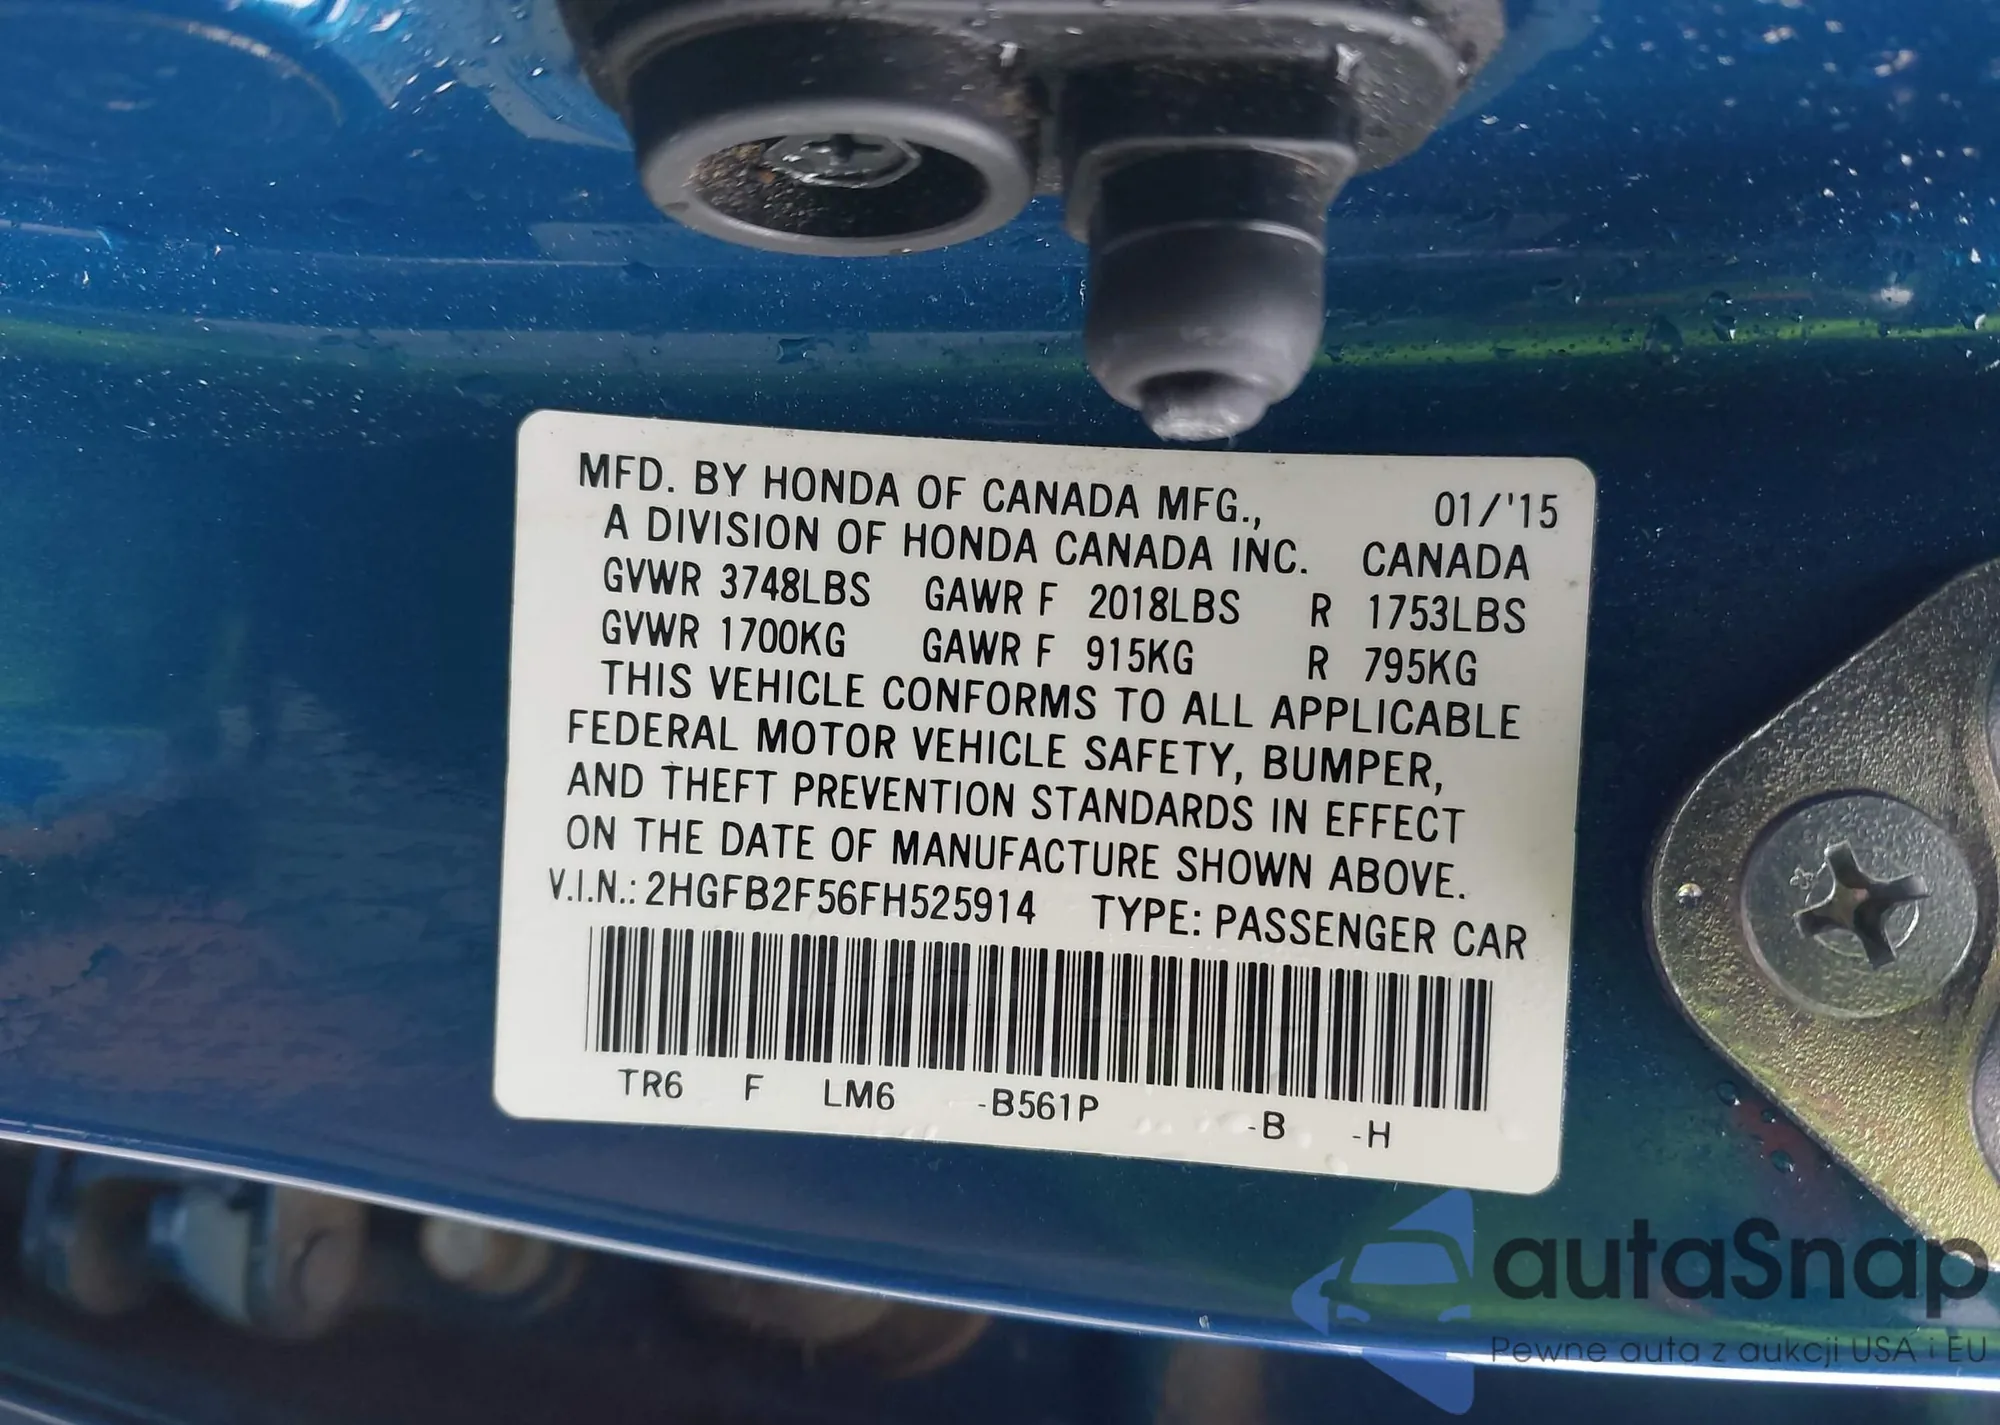 MFD. BY HONDA OF CANADA MFG., 01/'15
A DIVISION OF HONDA CANADA INC. CANADA
GVWR 3748LBS GAWR F 2018LBS R 1753LBS
GVWR 1700KG GAWR F 915KG R 795KG
THIS VEHICLE CONFORMS TO ALL APPLICABLE
FEDERAL MOTOR VEHICLE SAFETY, BUMPER,
AND THEFT PREVENTION STANDARDS IN EFFECT
ON THE DATE OF MANUFACTURE SHOWN ABOVE.
V.I.N.: 2HGFB2F56FH525914 TYPE: PASSENGER CAR
TR6 F LM6 -B561P -B -H
autaSnap
Pewne auta z aukcji USA i EU